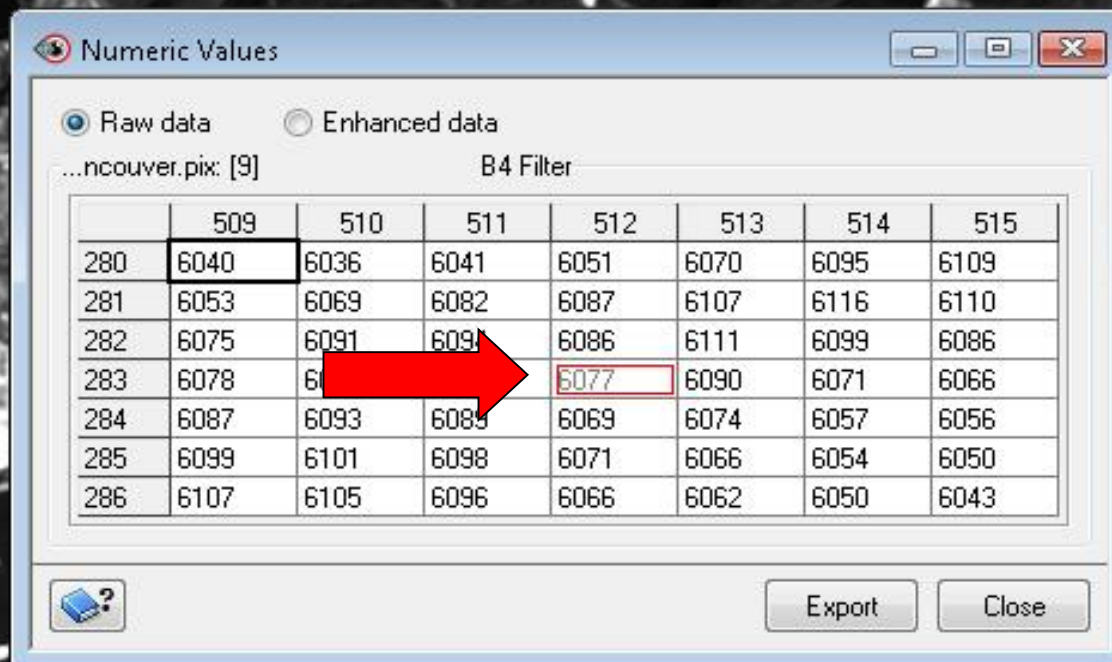 Numeric Values
Raw data Enhanced data
...ncouver.pix: [9] B4 Filter
509 510 511 512 513 514 515
280 6040 6036 6041 6051 6070 6095 6109
281 6053 6069 6082 6087 6107 6116 6110
282 6075 6091 6086 6111 6099 6086
283 6078 6077 6090 6071 6066
284 6087 6093 6089 6069 6074 6057 6056
285 6099 6101 6098 6071 6066 6054 6050
286 6107 6105 6096 6066 6062 6050 6043
?
Export Close